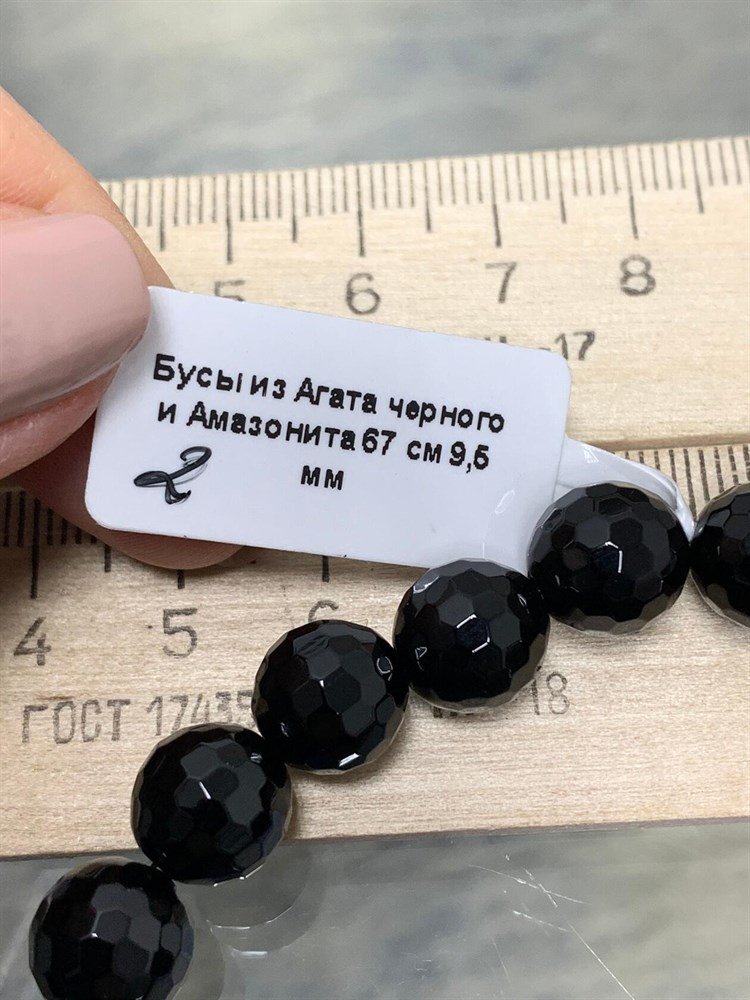 5 6 7 8
17
Бусы из Агата черного
и Амазонита 67 см 9,5
мм
2
4 5 6
ГОСТ 17435
18